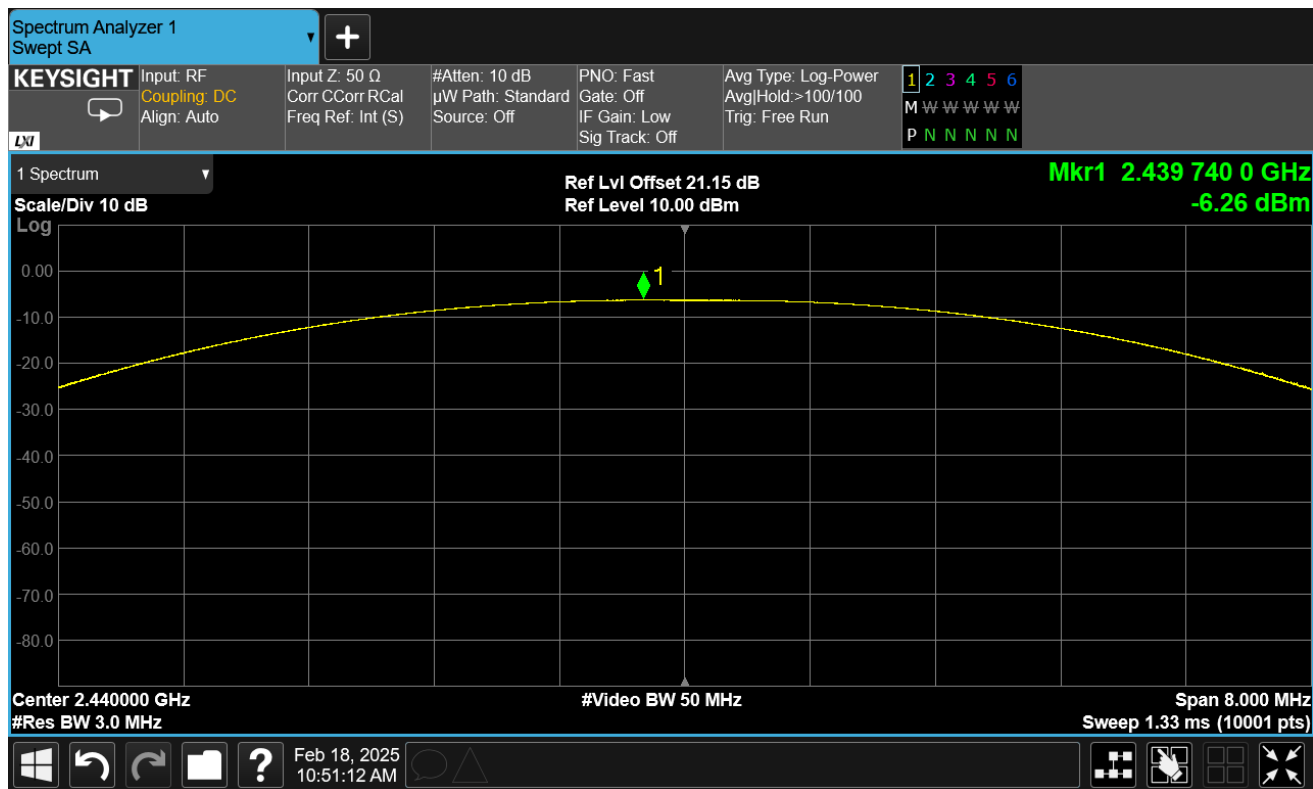 Spectrum Analyzer 1
Swept SA
KEYSIGHT
LXI
Input: RF
Coupling: DC
Align: Auto
Input Z: 50 Ω
Corr CCorr RCal
Freq Ref: Int (S)
#Atten: 10 dB
µW Path: Standard
Source: Off
PNO: Fast
Gate: Off
IF Gain: Low
Sig Track: Off
Avg Type: Log-Power
Avg|Hold:>100/100
Trig: Free Run
1 2 3 4 5 6
M W W W W W
P N N N N N
1 Spectrum
Scale/Div 10 dB
Log
Ref Lvl Offset 21.15 dB
Ref Level 10.00 dBm
Mkr1 2.439 740 0 GHz
-6.26 dBm
1
0.00
-10.0
-20.0
-30.0
-40.0
-50.0
-60.0
-70.0
-80.0
Center 2.440000 GHz
#Video BW 50 MHz
Span 8.000 MHz
#Res BW 3.0 MHz
Sweep 1.33 ms (10001 pts)
?
Feb 18, 2025
10:51:12 AM